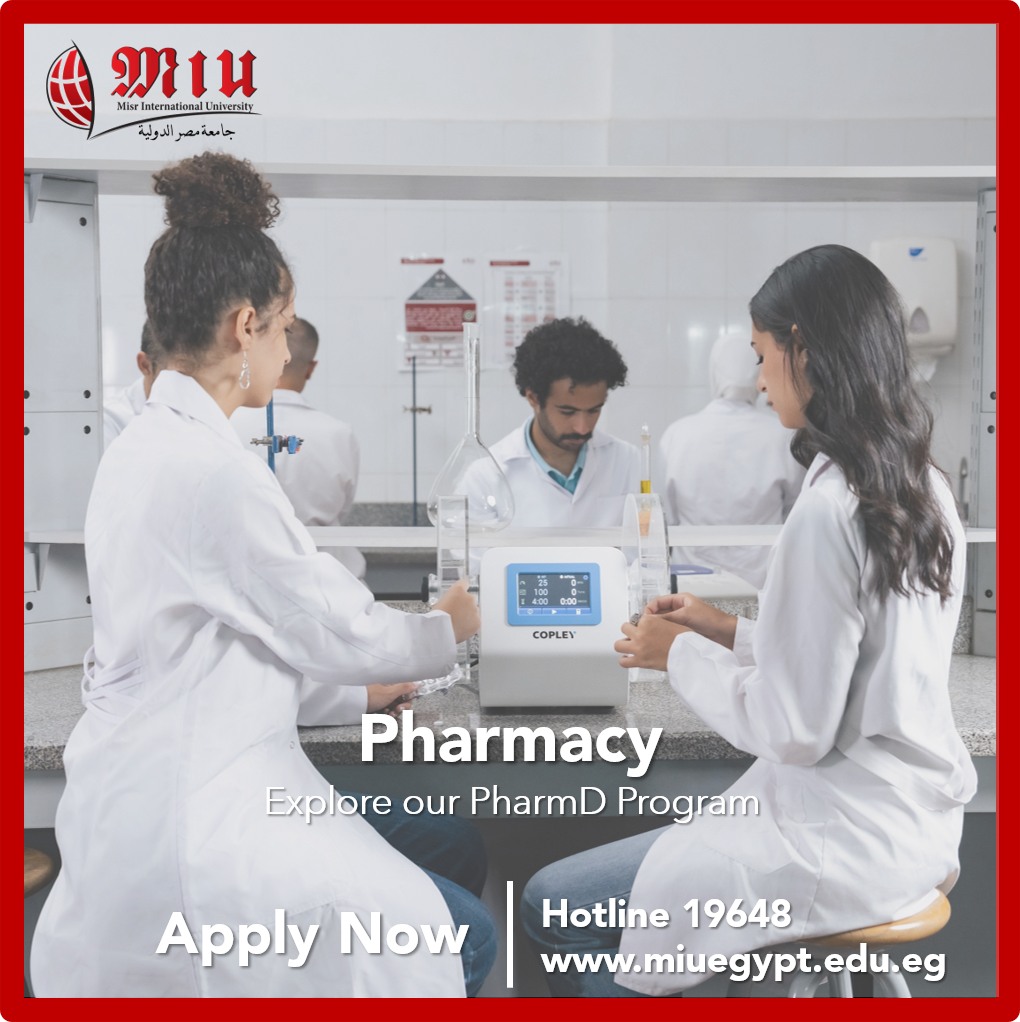 MIU
Misr International University
جامعة مصر الدولية
25 0
100 0
4:00 0:00
COPLEY
Pharmacy
Explore our PharmD Program
Apply Now
Hotline 19648
www.miuegypt.edu.eg